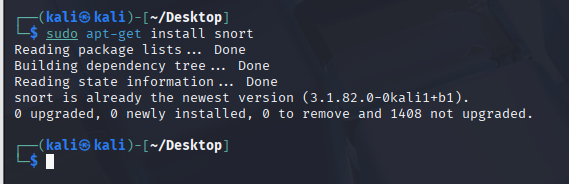 ┌──(kali㉿kali)-[~/Desktop]
└─$ sudo apt-get install snort
Reading package lists... Done
Building dependency tree... Done
Reading state information... Done
snort is already the newest version (3.1.82.0-0kali1+b1).
0 upgraded, 0 newly installed, 0 to remove and 1408 not upgraded.
┌──(kali㉿kali)-[~/Desktop]
└─$